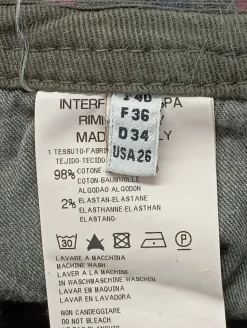 I 40
F 36
D 34
USA 26
INTERF SPA
RIMI
MAD LY
1 TESSUTO-FABRI
TEJIDO-TECIDO
98% COTONE-
COTON-BAUMWOLLE
ALGODAO-ALGODON
2% ELASTAN-ELASTANE
ELASTHANNE-ELASTHAN
ELASTANO
30
P
LAVARE A MACCHINA
MACHINE WASH
LAVER A LA MACHINE
IN WASCHMASCHINE WASCHEN
LAVAR EM MAQUINA
LAVAR EN LAVADORA
NON CANDEGGIARE
DO NOT BLEACH